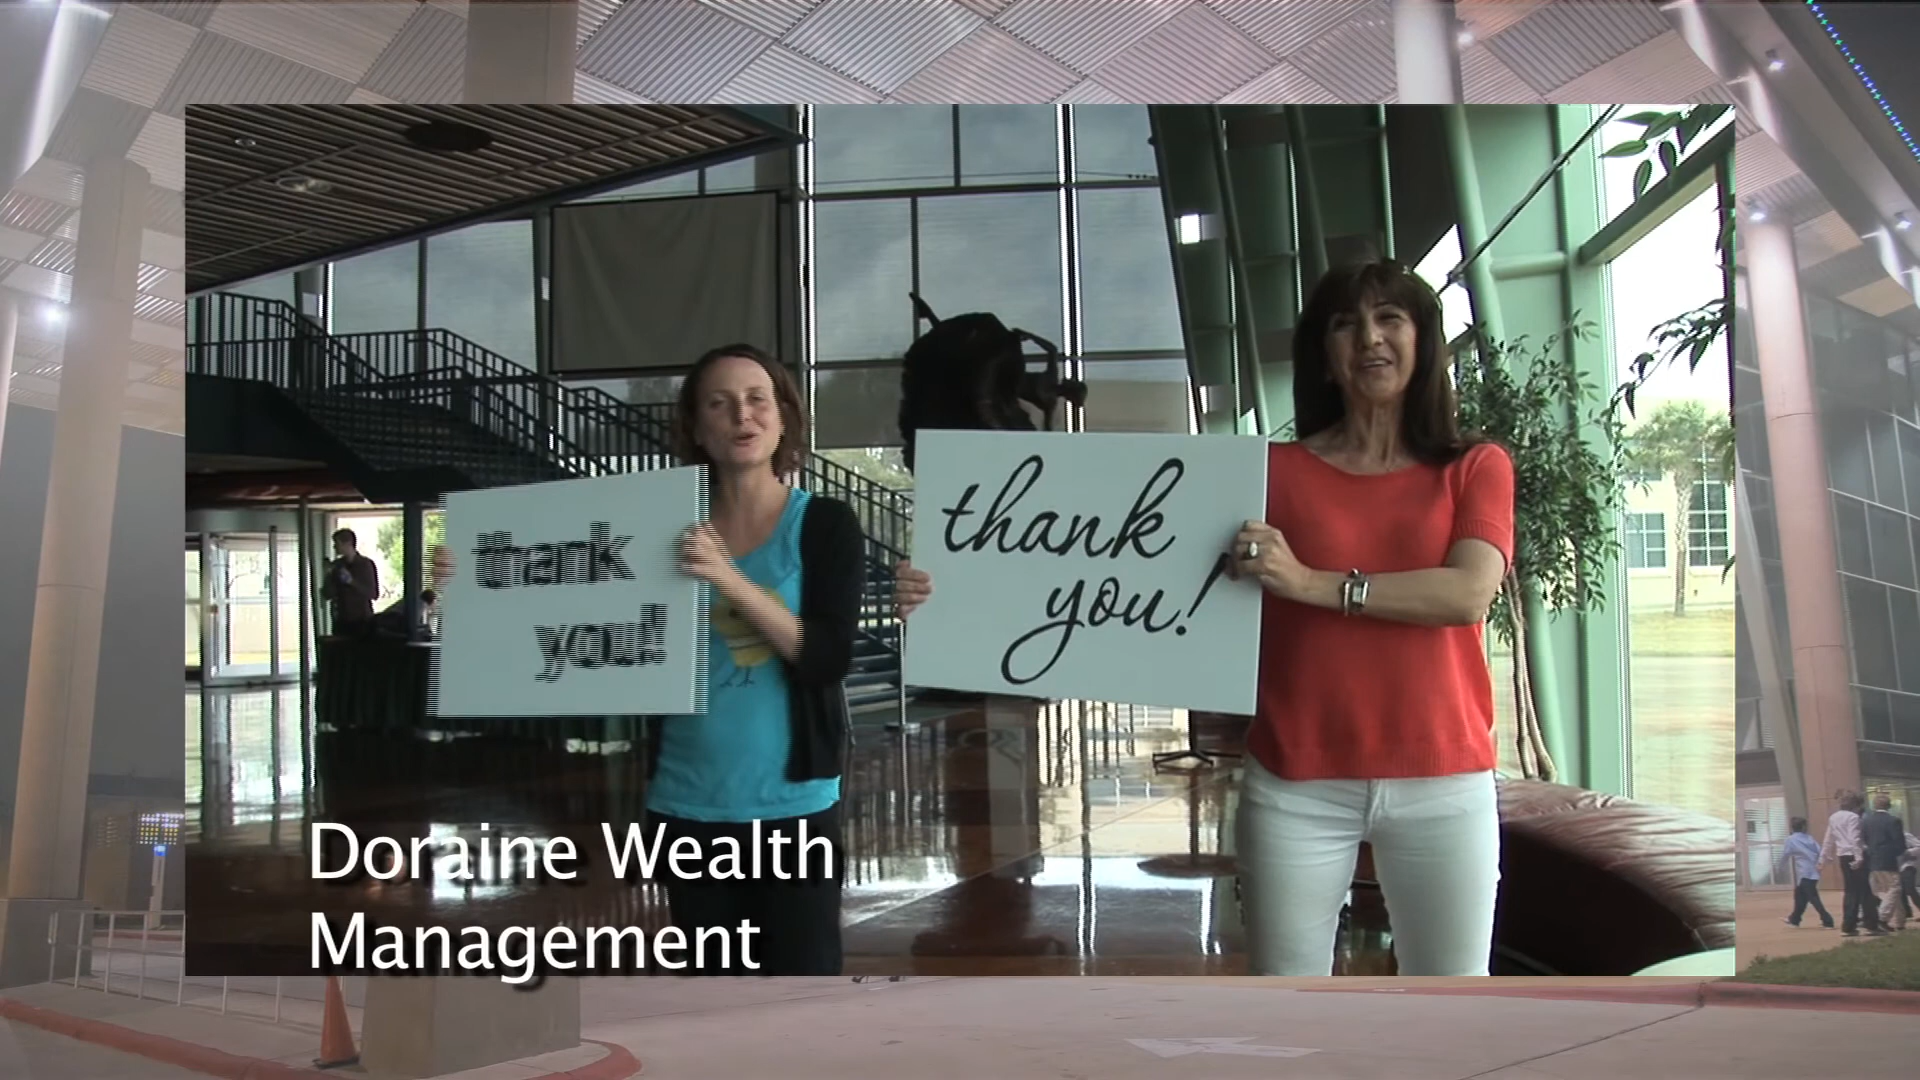 thank
you!
thank
you!
Doraine Wealth
Management